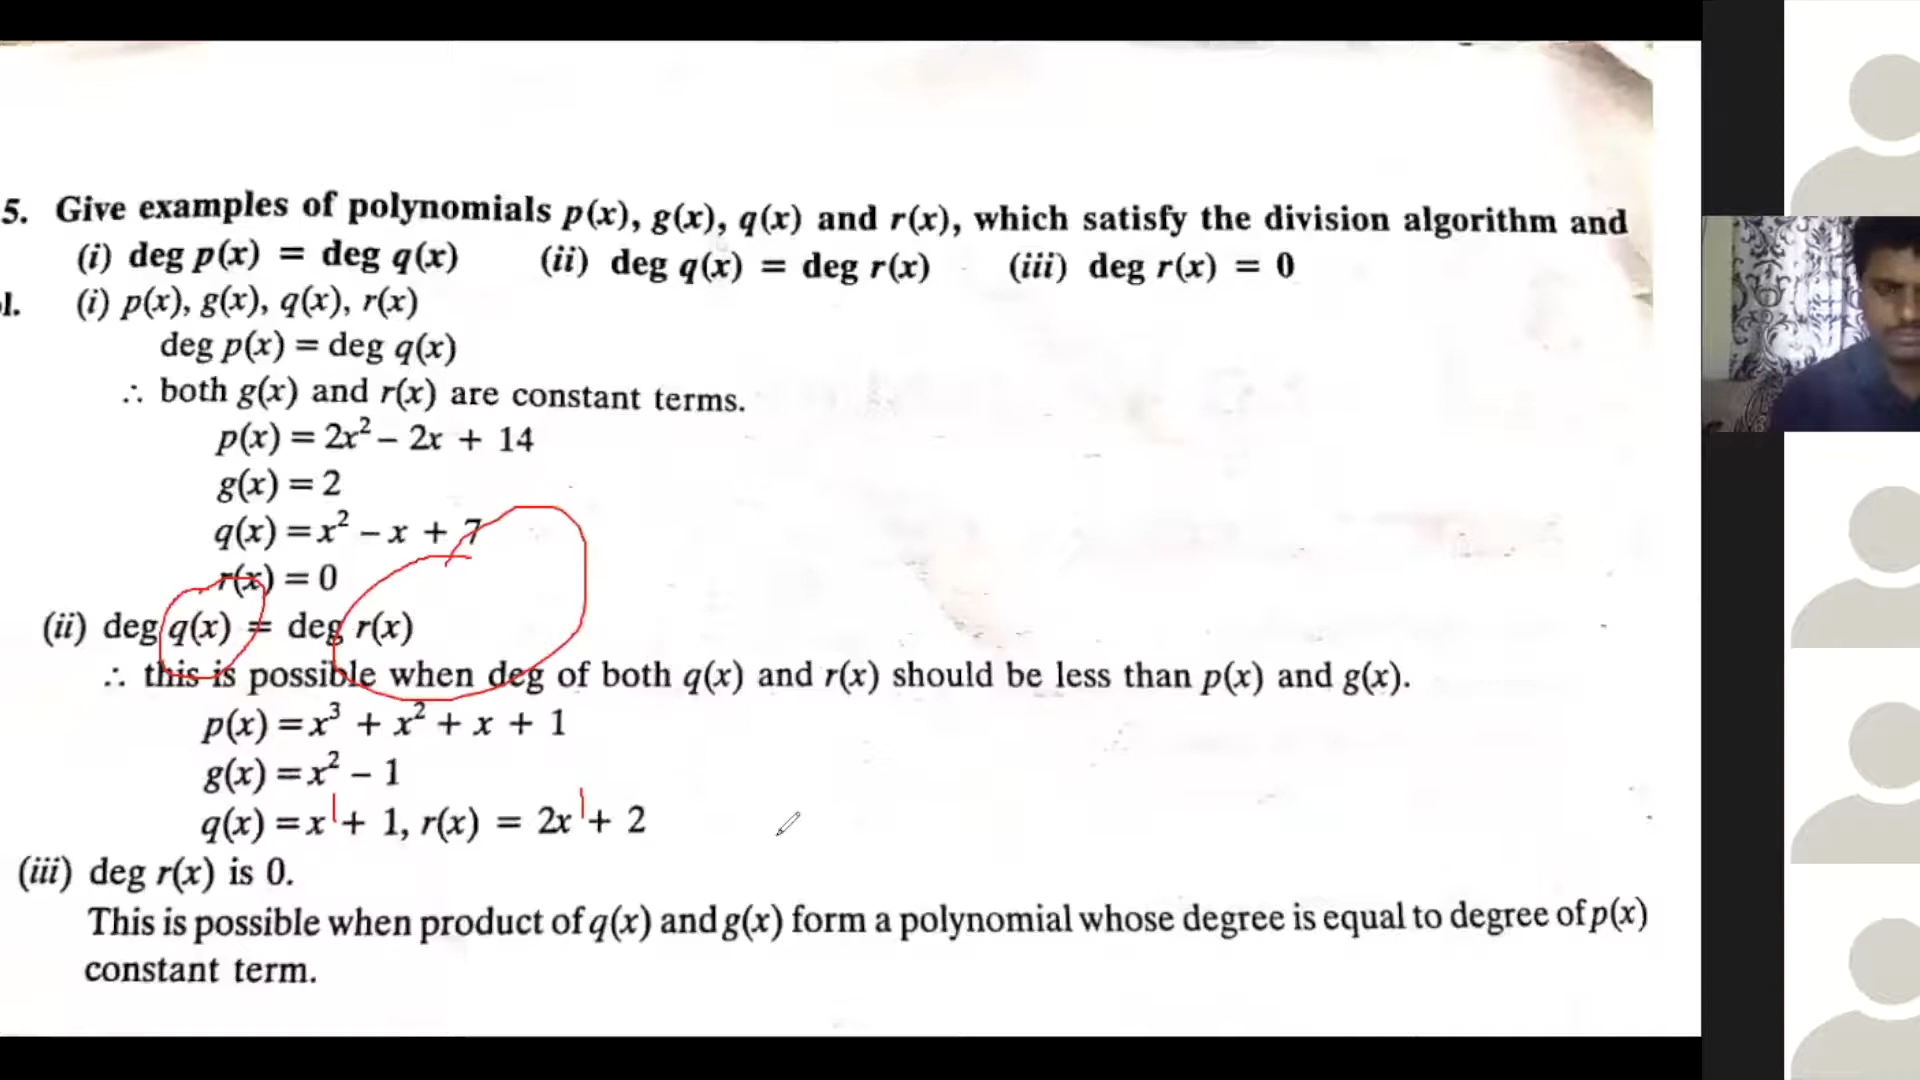 5. Give examples of polynomials p(x), g(x), q(x) and r(x), which satisfy the division algorithm and
(i) deg p(x) = deg q(x) (ii) deg q(x) = deg r(x) (iii) deg r(x) = 0
l. (i) p(x), g(x), q(x), r(x)
deg p(x) = deg q(x)
∴ both g(x) and r(x) are constant terms.
p(x) = 2x² – 2x + 14
g(x) = 2
q(x) = x² – x + 7
r(x) = 0
(ii) deg q(x) = deg r(x)
∴ this is possible when deg of both q(x) and r(x) should be less than p(x) and g(x).
p(x) = x³ + x² + x + 1
g(x) = x² – 1
q(x) = x + 1, r(x) = 2x + 2
(iii) deg r(x) is 0.
This is possible when product of q(x) and g(x) form a polynomial whose degree is equal to degree of p(x)
constant term.